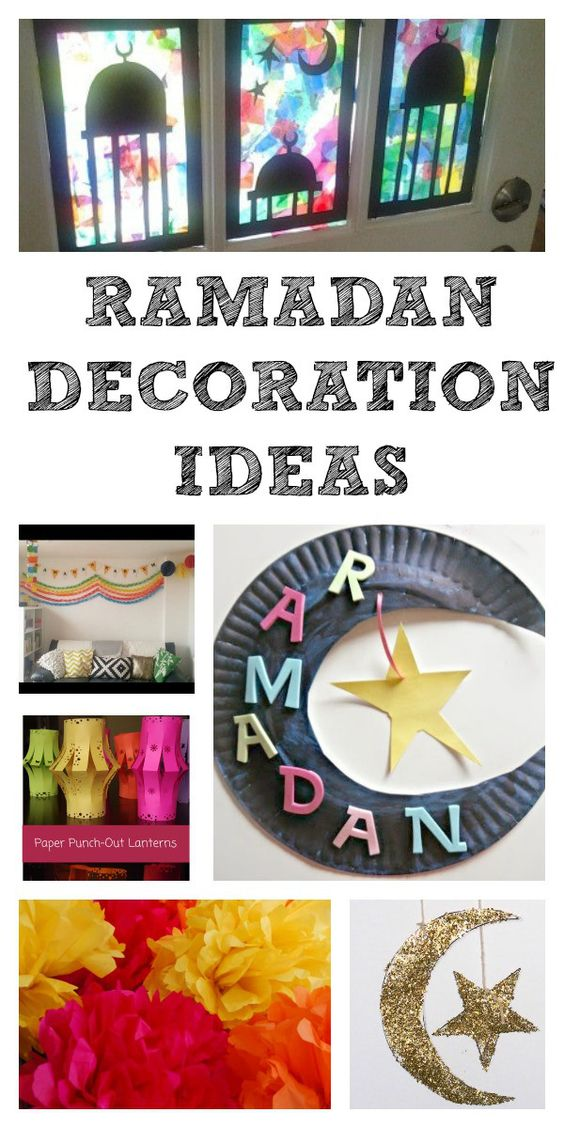 RAMADAN
DECORATION
IDEAS
RAMADAN
Paper Punch-Out Lanterns